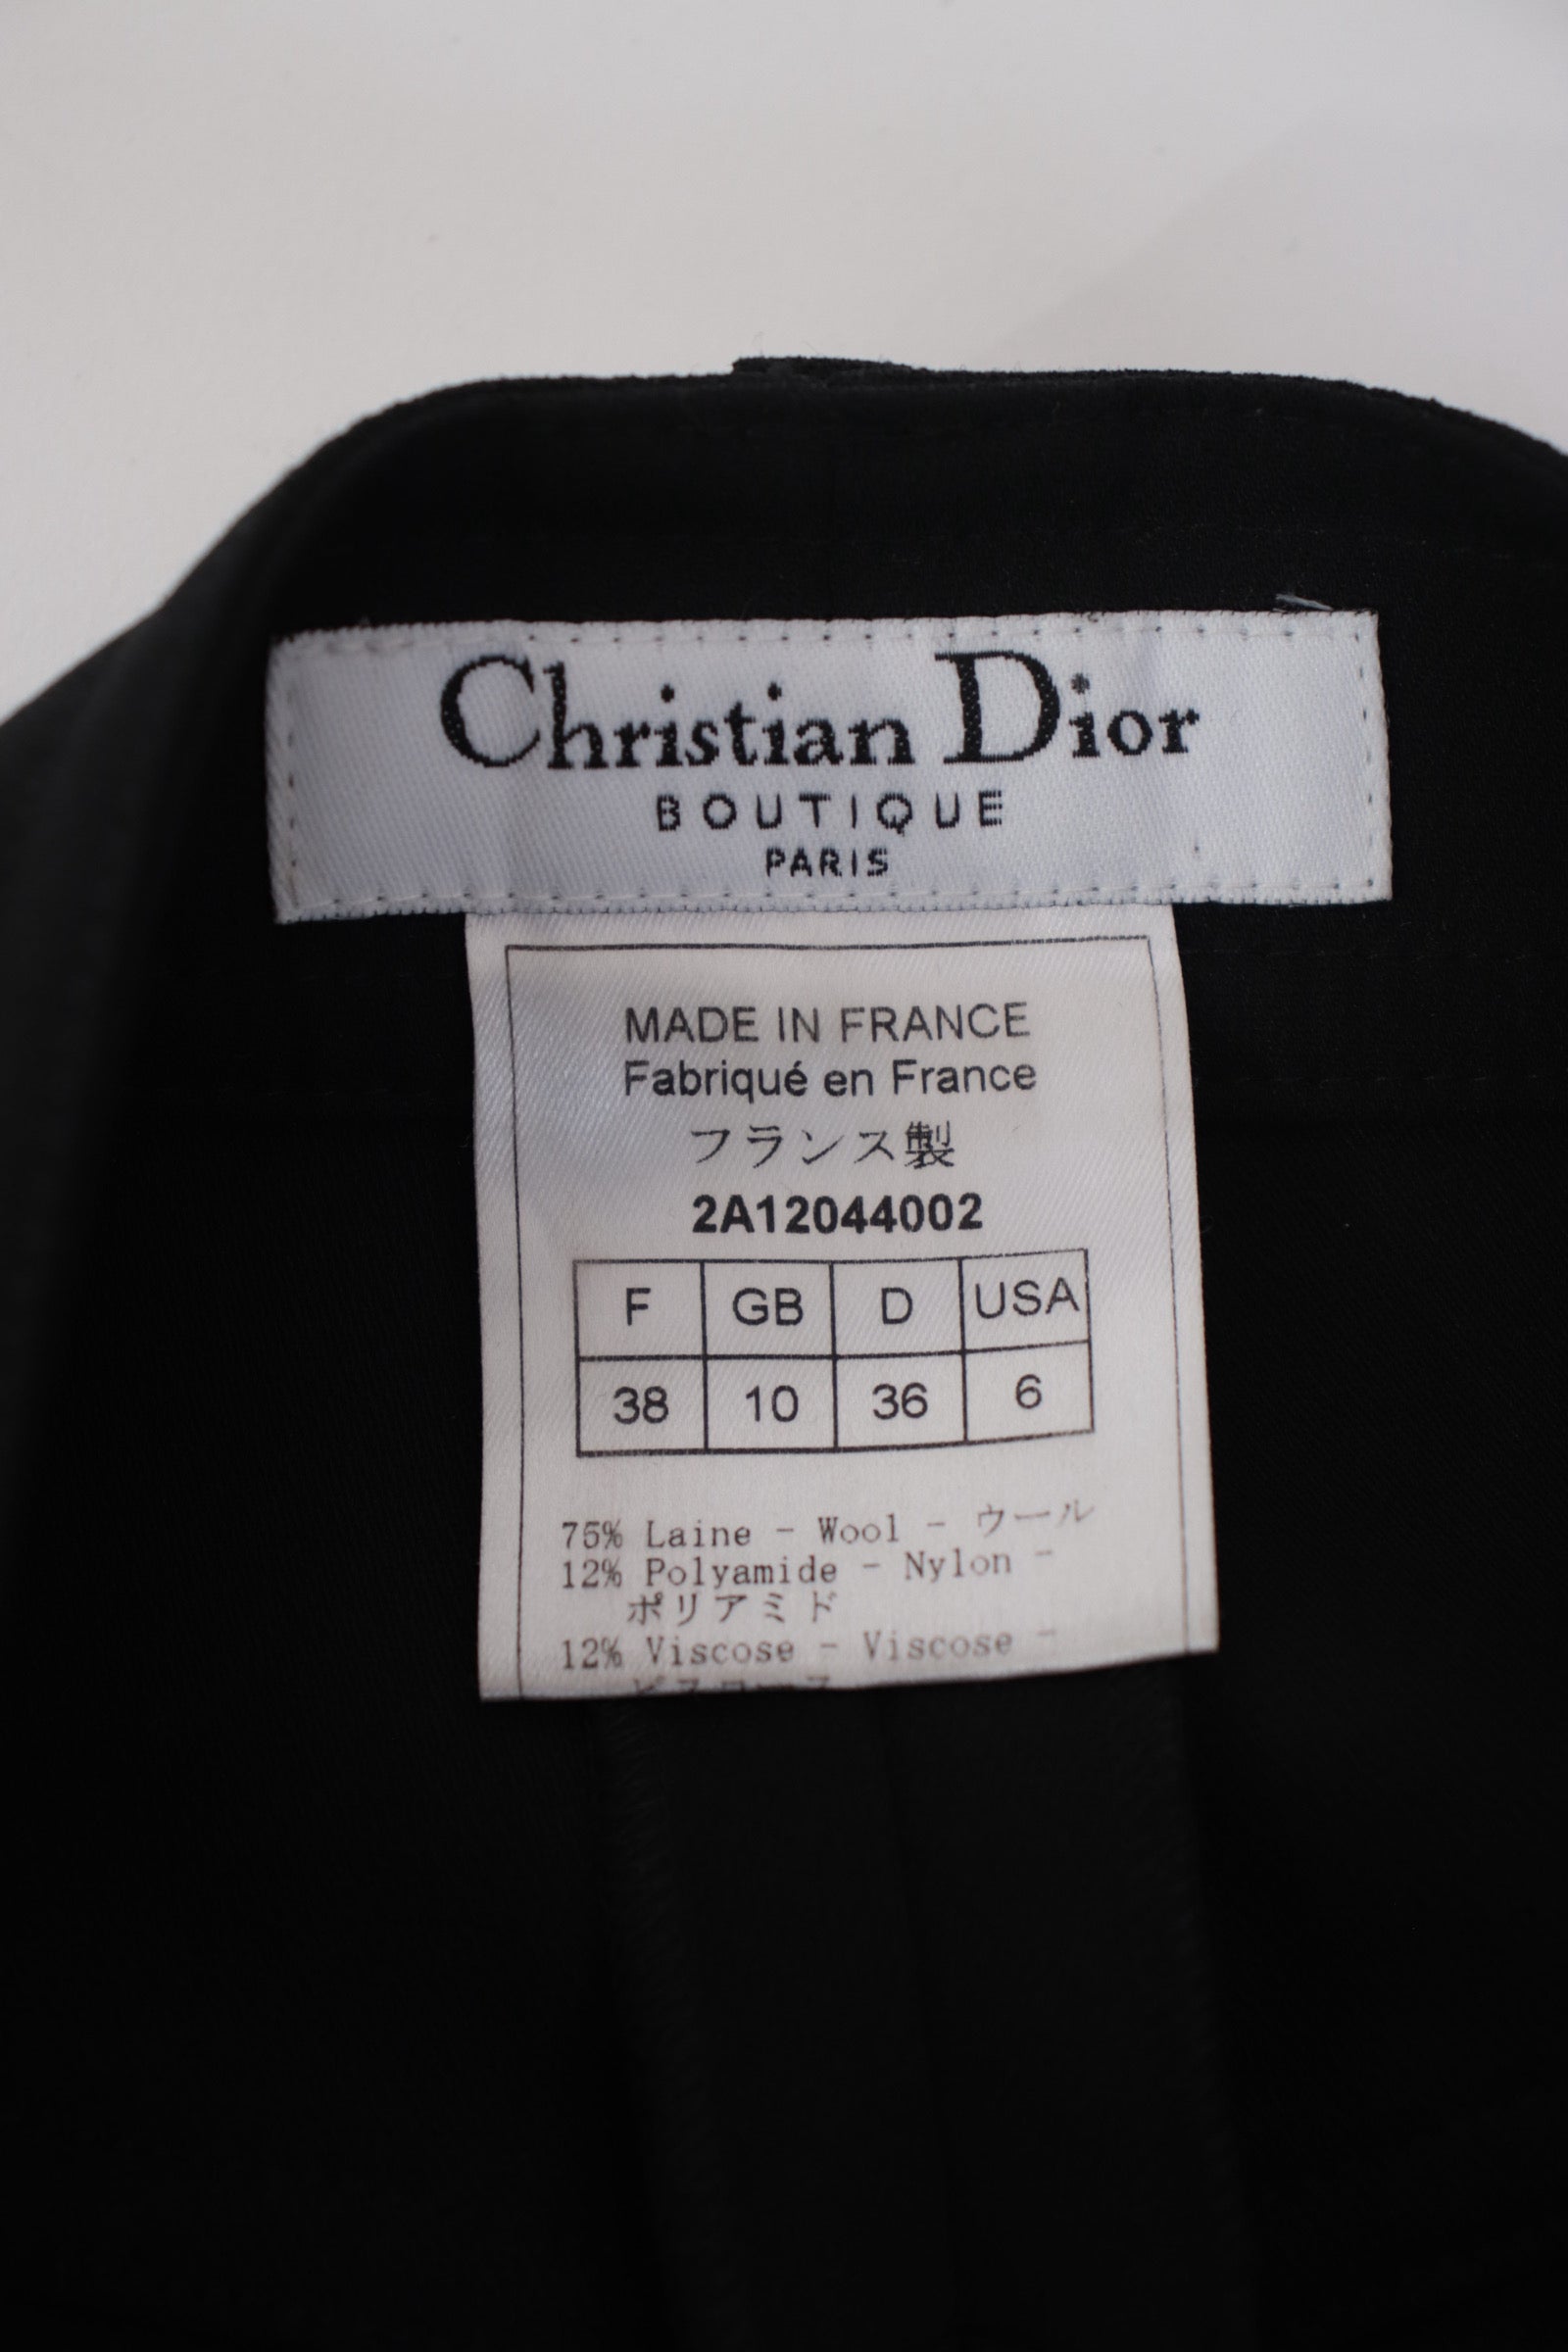 Christian Dior
BOUTIQUE
PARIS
MADE IN FRANCE
Fabriqué en France
フランス製
2A12044002
F GB D USA
38 10 36 6
75% Laine - Wool - ウール
12% Polyamide - Nylon -
ポリアミド
12% Viscose - Viscose -